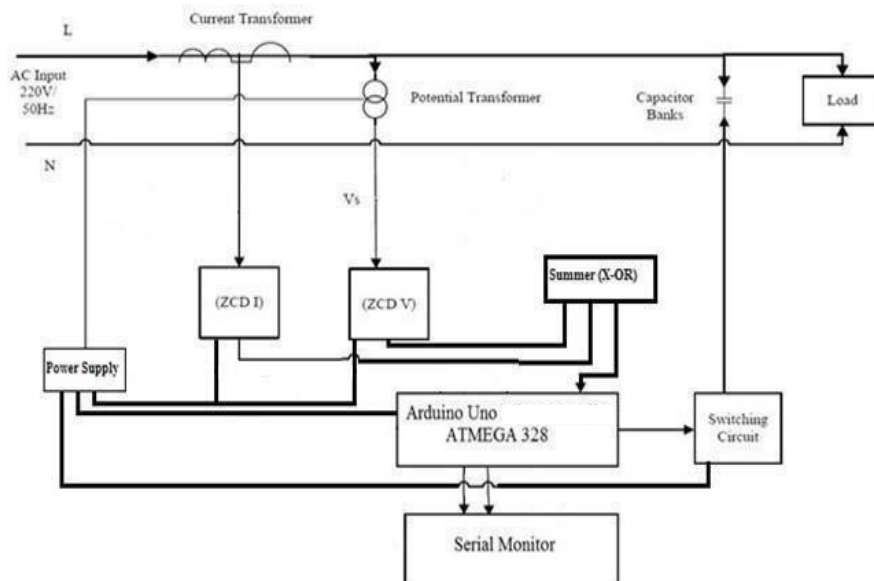 Current Transformer
L
AC Input
220V/
50Hz
Potential Transformer
Capacitor
Banks
Load
N
Vs
(ZCD I)
(ZCD V)
Summer (X-OR)
Power Supply
Arduino Uno
ATMEGA 328
Switching
Circuit
Serial Monitor